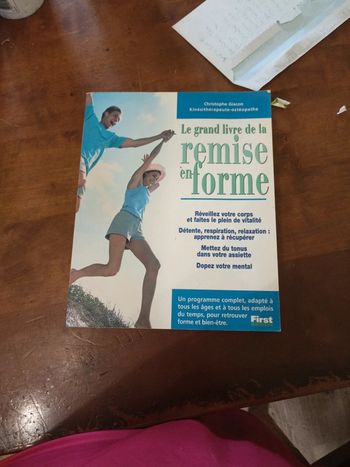 Christophe Giacon
Kinésithérapeute-ostéopathe
Le grand livre de la
remise
en forme
Réveillez votre corps
et faites le plein de vitalité
Détente, respiration, relaxation :
apprenez à récupérer
Mettez du tonus
dans votre assiette
Dopez votre mental
Un programme complet, adapté à
tous les âges et à tous les emplois
du temps, pour retrouver
forme et bien-être.
First